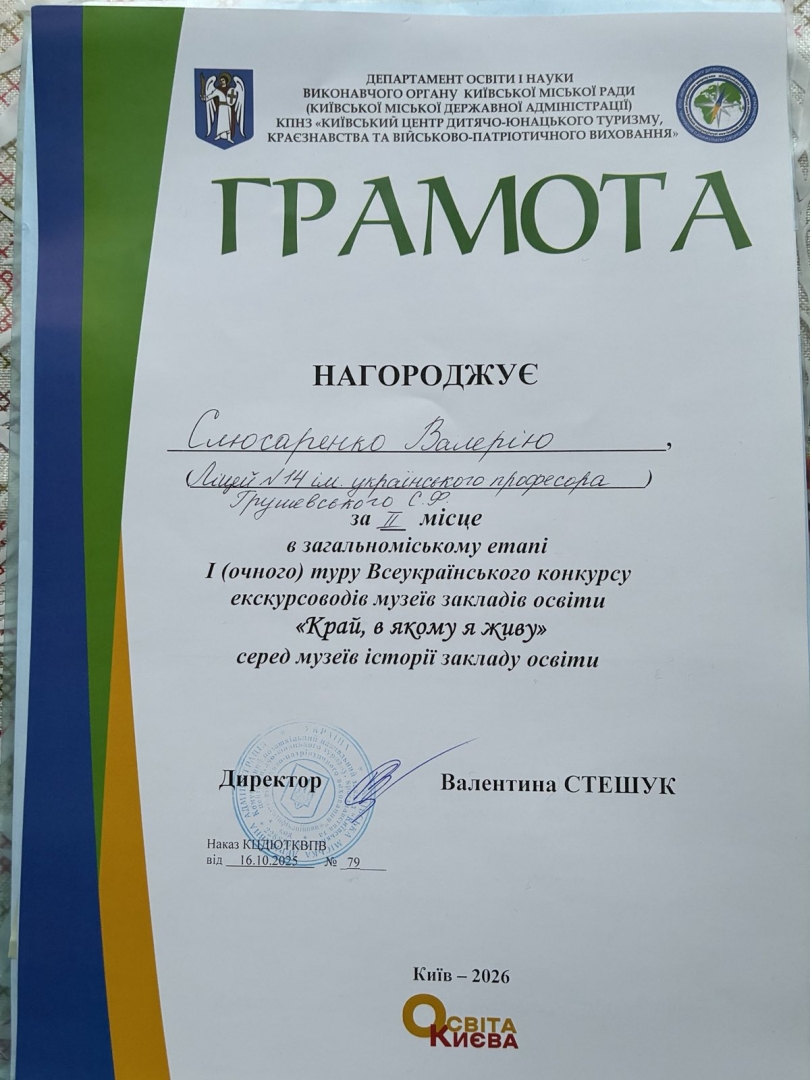 ДЕПАРТАМЕНТ ОСВІТИ І НАУКИ
ВИКОНАВЧОГО ОРГАНУ КИЇВСЬКОЇ МІСЬКОЇ РАДИ
(КИЇВСЬКОЇ МІСЬКОЇ ДЕРЖАВНОЇ АДМІНІСТРАЦІЇ)
КПНЗ «КИЇВСЬКИЙ ЦЕНТР ДИТЯЧО-ЮНАЦЬКОГО ТУРИЗМУ,
КРАЄЗНАВСТВА ТА ВІЙСЬКОВО-ПАТРІОТИЧНОГО ВИХОВАННЯ»
ГРАМОТА
НАГОРОДЖУЄ
Слюсаренко Валерію,
(Ліцей №14 ім. українського професора)
Грушевського С.Ф
за II місце
в загальноміському етапі
І (очного) туру Всеукраїнського конкурсу
екскурсоводів музеїв закладів освіти
«Край, в якому я живу»
серед музеїв історії закладу освіти
Директор Валентина СТЕШУК
Наказ КЦДЮТКВПВ
від 16.10.2025 № 79
Київ – 2026
ОСВІТА
КИЄВА